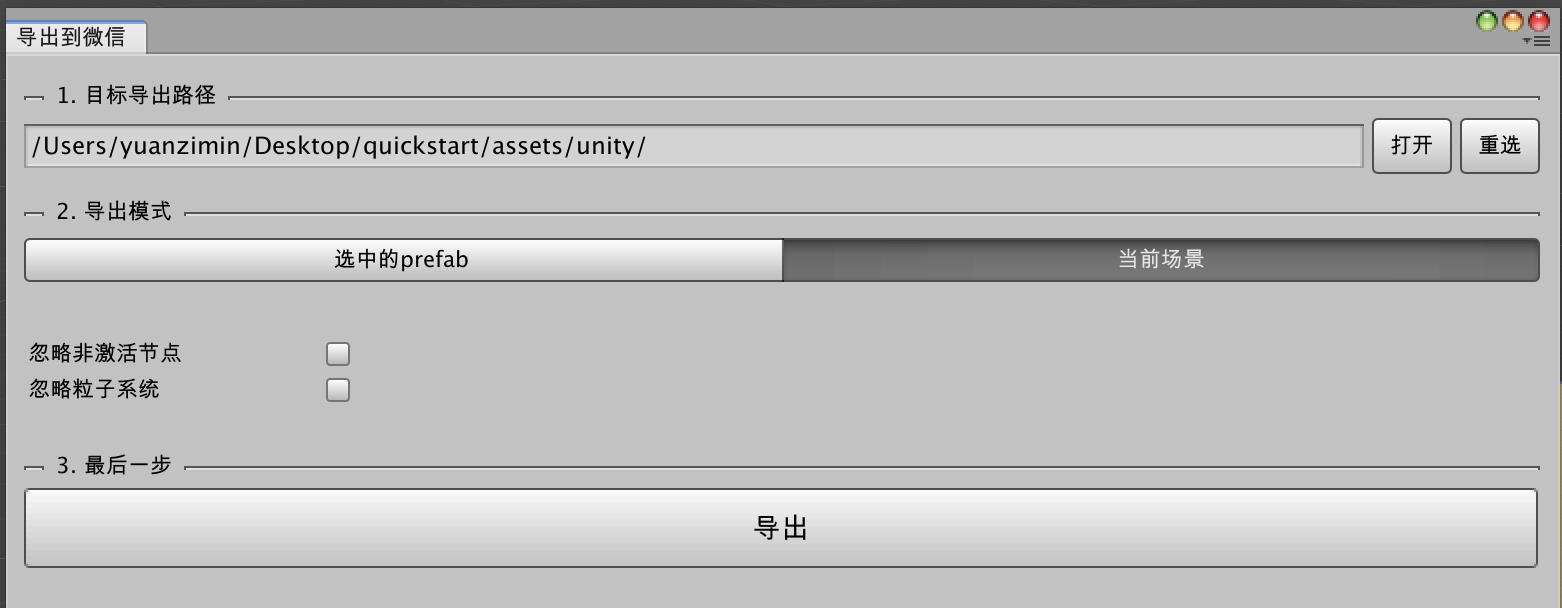 导出到微信
1. 目标导出路径
/Users/yuanzimin/Desktop/quickstart/assets/unity/ 打开 重选
2. 导出模式
选中的prefab 当前场景
忽略非激活节点
忽略粒子系统
3. 最后一步
导出